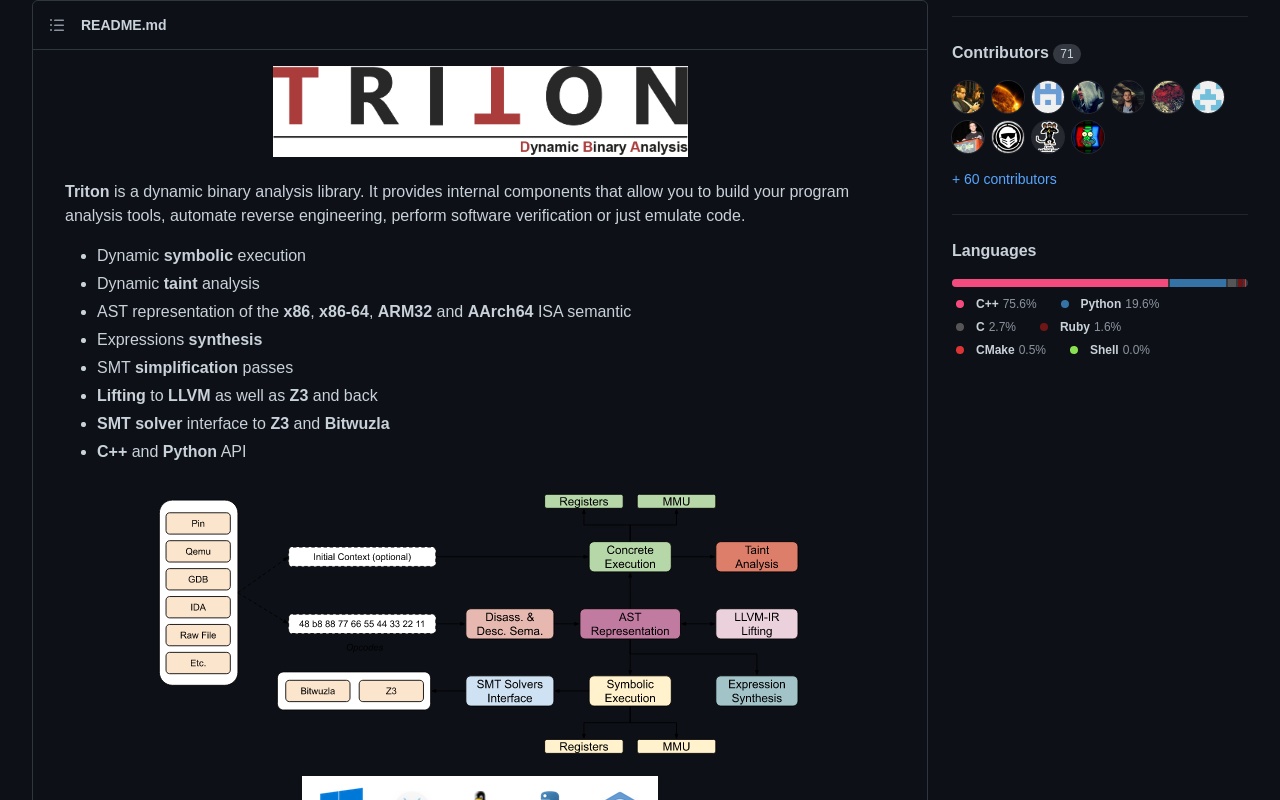 README.md
TRITON
Dynamic Binary Analysis
Triton is a dynamic binary analysis library. It provides internal components that allow you to build your program
analysis tools, automate reverse engineering, perform software verification or just emulate code.
Dynamic symbolic execution
Dynamic taint analysis
AST representation of the x86, x86-64, ARM32 and AArch64 ISA semantic
Expressions synthesis
SMT simplification passes
Lifting to LLVM as well as Z3 and back
SMT solver interface to Z3 and Bitwuzla
C++ and Python API
Registers
MMU
Pin
Qemu
GDB
IDA
Raw File
Etc.
Initial Context (optional)
Concrete
Execution
Taint
Analysis
48 b8 88 77 66 55 44 33 22 11
Opcodes
Disass. &
Desc. Sema.
AST
Representation
LLVM-IR
Lifting
Bitwuzla
Z3
SMT Solvers
Interface
Symbolic
Execution
Expression
Synthesis
Registers
MMU
Contributors 71
+ 60 contributors
Languages
C++ 75.6% Python 19.6%
C 2.7% Ruby 1.6%
CMake 0.5% Shell 0.0%